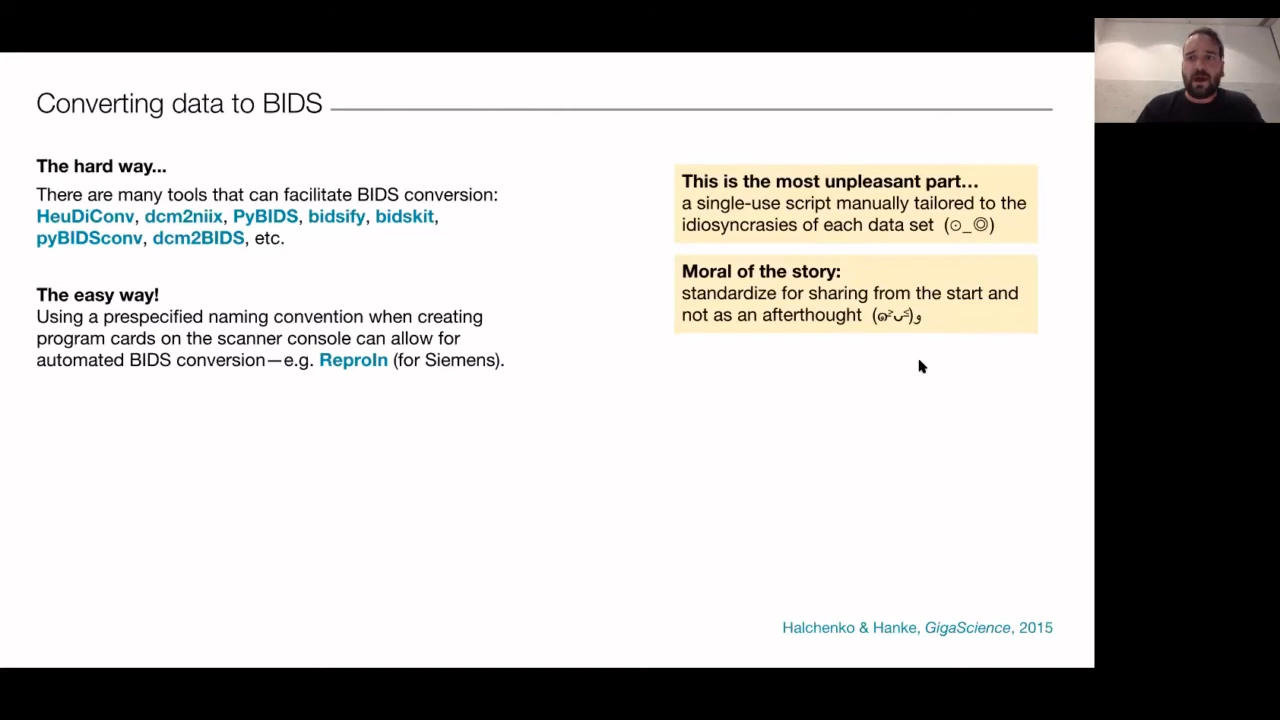 Converting data to BIDS
The hard way...
There are many tools that can facilitate BIDS conversion:
HeuDiConv, dcm2niix, PyBIDS, bidsify, bidskit,
pyBIDSconv, dcm2BIDS, etc.
The easy way!
Using a prespecified naming convention when creating
program cards on the scanner console can allow for
automated BIDS conversion—e.g. ReproIn (for Siemens).
This is the most unpleasant part…
a single-use script manually tailored to the
idiosyncrasies of each data set (⊙_◎)
Moral of the story:
standardize for sharing from the start and
not as an afterthought (๑˃̵ᴗ˂̵)و
Halchenko & Hanke, GigaScience, 2015